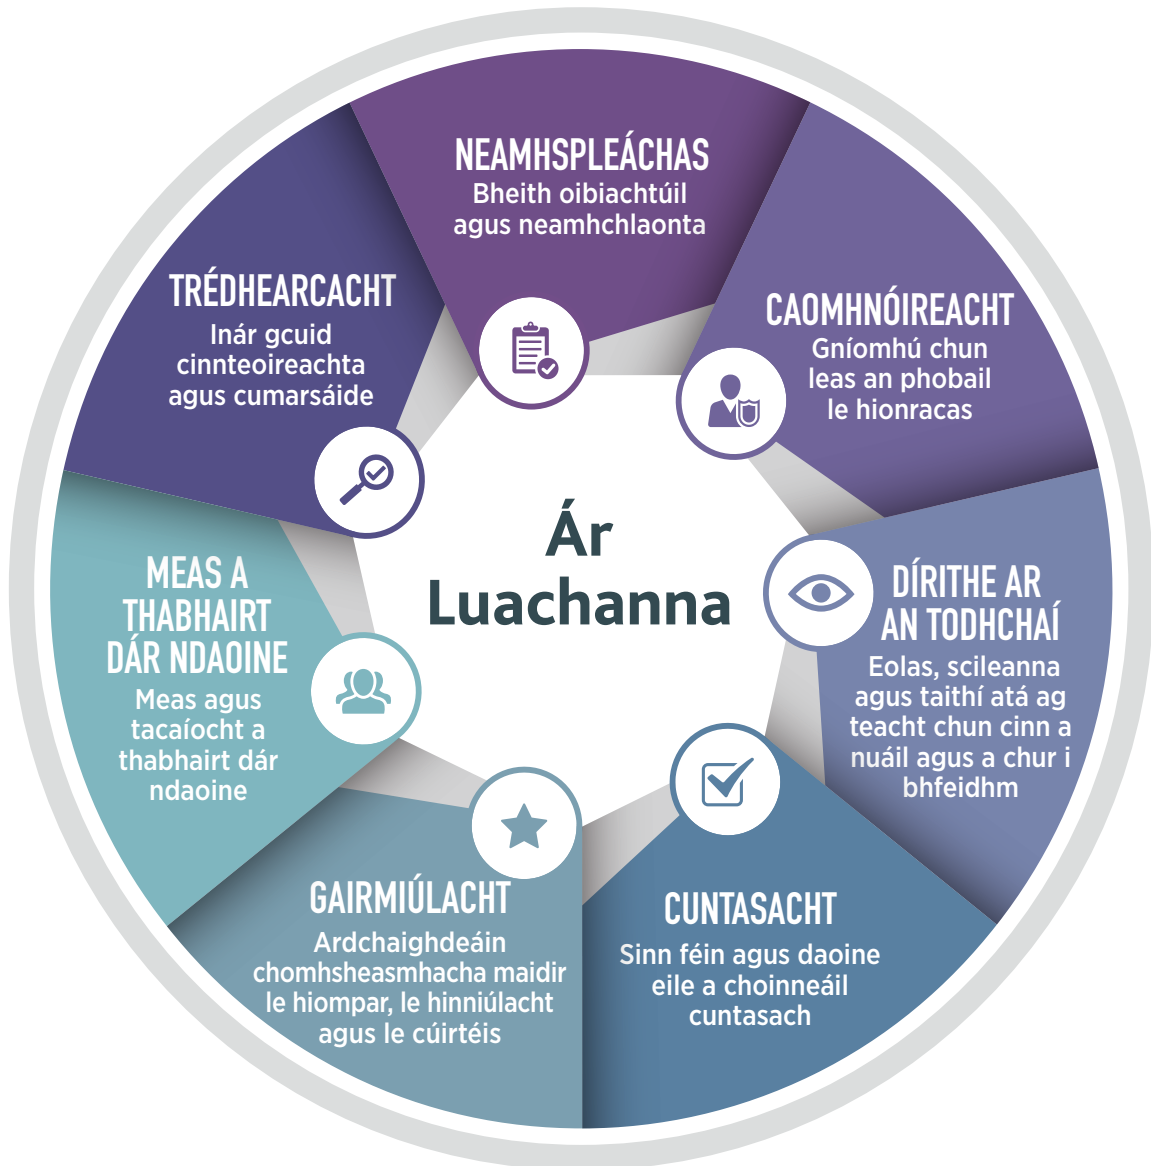 Ár
Luachanna
NEAMHSPLEÁCHAS
Bheith oibiachtúil
agus neamhchlaonta
CAOMHNÓIREACHT
Gníomhú chun
leas an phobail
le hionracas
DÍRITHE AR
AN TODHCHAÍ
Eolas, scileanna
agus taithí atá ag
teacht chun cinn a
nuáil agus a chur i
bhfeidhm
CUNTASACHT
Sinn féin agus daoine
eile a choinneáil
cuntasach
GAIRMIÚLACHT
Ardchaighdeáin
chomhsheasmhacha maidir
le hiompar, le hinniúlacht
agus le cúirtéis
MEAS A
THABHAIRT
DÁR NDAOINE
Meas agus
tacaíocht a
thabhairt dár
ndaoine
TRÉDHEARCACHT
Inár gcuid
cinnteoireachta
agus cumarsáide